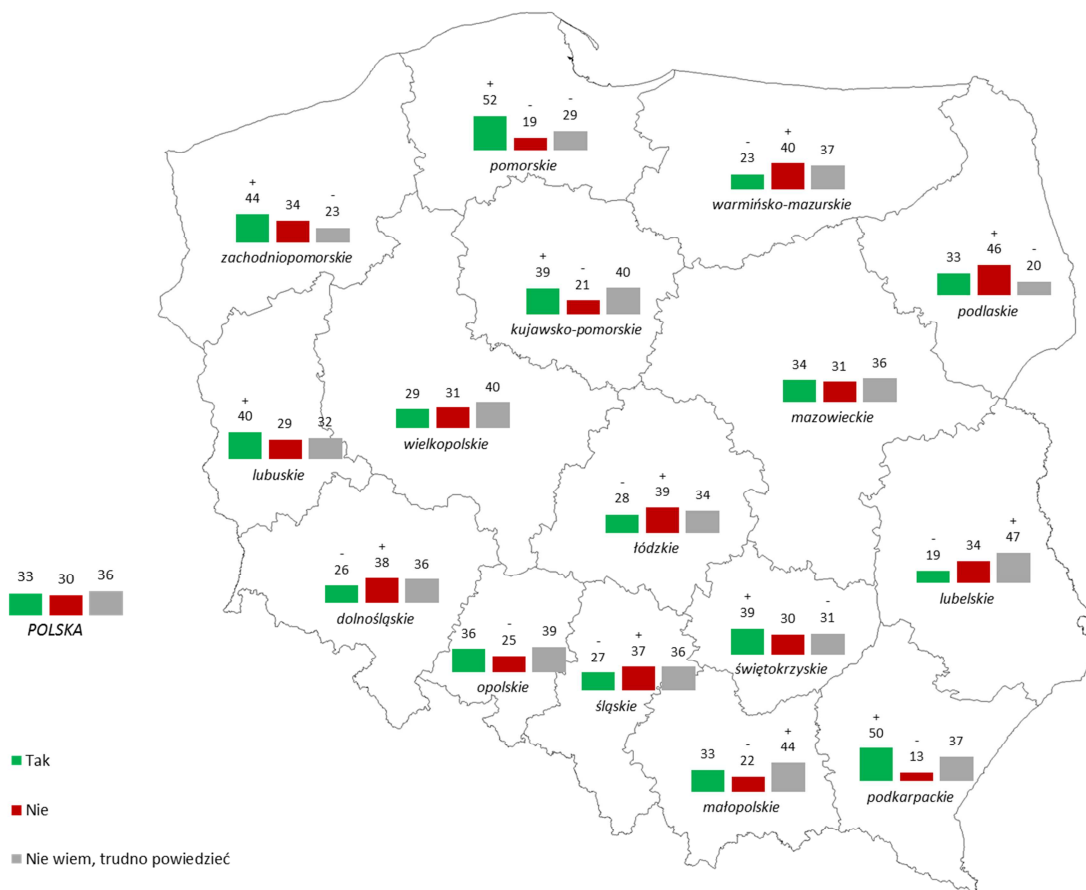 + - -
52 19 29
pomorskie
- +
23 40 37
warmińsko-mazurskie
+ -
44 34 23
zachodniopomorskie
+ -
39 21 40
kujawsko-pomorskie
+ -
33 46 20
podlaskie
34 31 36
mazowieckie
29 31 40
wielkopolskie
+
40 29 32
lubuskie
- +
28 39 34
łódzkie
- +
19 34 47
lubelskie
- +
26 38 36
dolnośląskie
33 30 36
POLSKA
+ -
39 30 31
świętokrzyskie
-
36 25 39
opolskie
- +
27 37 36
śląskie
- +
33 22 44
małopolskie
+ -
50 13 37
podkarpackie
Tak
Nie
Nie wiem, trudno powiedzieć